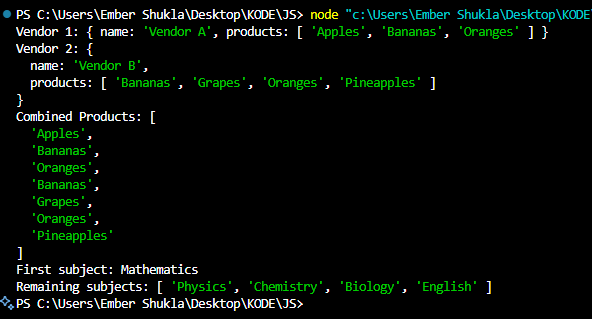 PS C:\Users\Ember Shukla\Desktop\KODE\JS> node "c:\Users\Ember Shukla\Desktop\KODE\
Vendor 1: { name: 'Vendor A', products: [ 'Apples', 'Bananas', 'Oranges' ] }
Vendor 2: {
  name: 'Vendor B',
  products: [ 'Bananas', 'Grapes', 'Oranges', 'Pineapples' ]
}
Combined Products: [
  'Apples',
  'Bananas',
  'Oranges',
  'Bananas',
  'Grapes',
  'Oranges',
  'Pineapples'
]
First subject: Mathematics
Remaining subjects: [ 'Physics', 'Chemistry', 'Biology', 'English' ]
PS C:\Users\Ember Shukla\Desktop\KODE\JS>